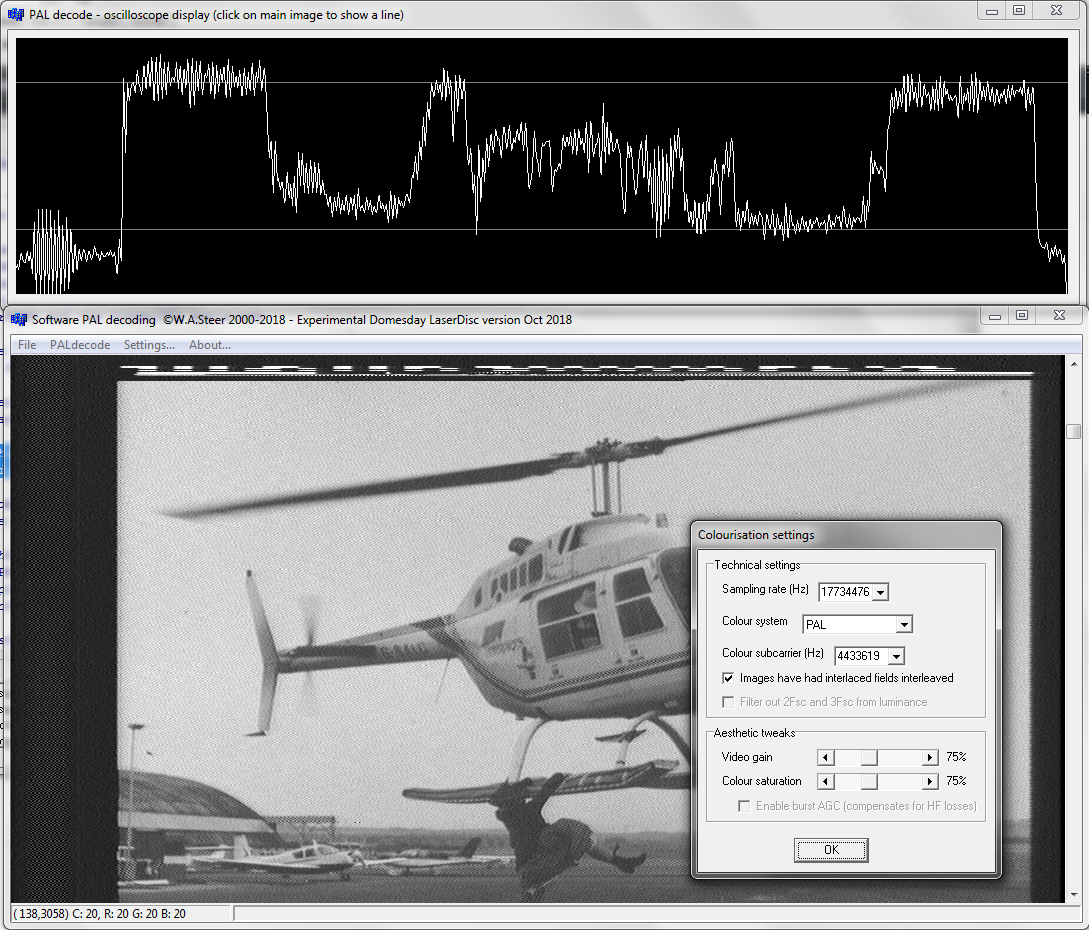 PAL decode - oscilloscope display (click on main image to show a line)
Software PAL decoding ©W.A.Steer 2000-2018 - Experimental Domesday LaserDisc version Oct 2018
File PALdecode Settings... About...
Colourisation settings
Technical settings
Sampling rate (Hz) 17734476
Colour system PAL
Colour subcarrier (Hz) 4433619
Images have had interlaced fields interleaved
Filter out 2Fsc and 3Fsc from luminance
Aesthetic tweaks
Video gain 75%
Colour saturation 75%
Enable burst AGC (compensates for HF losses)
OK
(138,3058) C: 20, R: 20 G: 20 B: 20